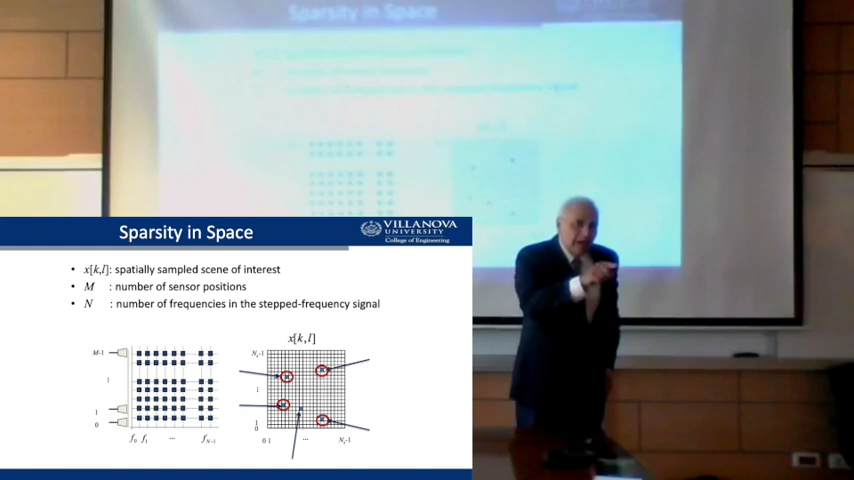 Sparsity in Space
Sparsity in Space
VILLANOVA
UNIVERSITY
College of Engineering
• x[k,l]: spatially sampled scene of interest
• M : number of sensor positions
• N : number of frequencies in the stepped-frequency signal
x[k,l]
M-1
1
0
f0 f1 ... fN-1
Ny-1
⋮
1
0
0 1 ... Nx-1